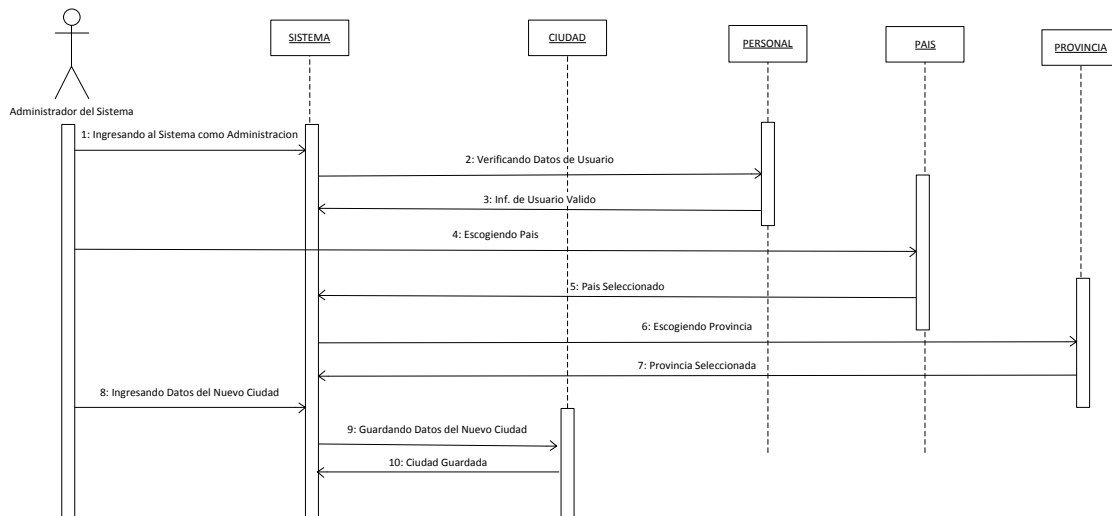 SISTEMA
CIUDAD
PERSONAL
PAIS
PROVINCIA
Administrador del Sistema
1: Ingresando al Sistema como Administracion
2: Verificando Datos de Usuario
3: Inf. de Usuario Valido
4: Escogiendo Pais
5: Pais Seleccionado
6: Escogiendo Provincia
7: Provincia Seleccionada
8: Ingresando Datos del Nuevo Ciudad
9: Guardando Datos del Nuevo Ciudad
10: Ciudad Guardada